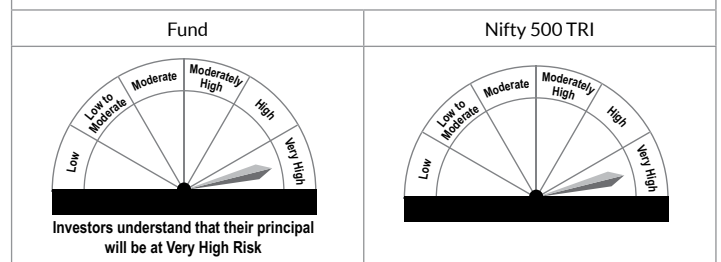 Fund
Nifty 500 TRI
Low
Low to
Moderate
Moderate
Moderately
High
High
Very High
Investors understand that their principal
will be at Very High Risk
Low
Low to
Moderate
Moderate
Moderately
High
High
Very High